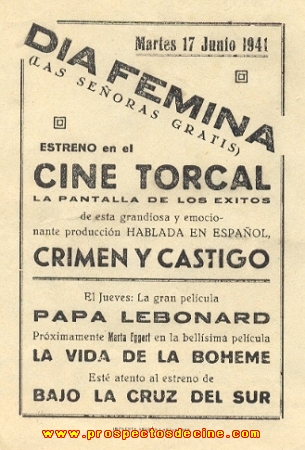 Martes 17 Junio 1941
DIA FEMINA
(LAS SEÑORAS GRATIS)
ESTRENO en el
CINE TORCAL
LA PANTALLA DE LOS EXITOS
de esta grandiosa y emocio-
nante producción HABLADA EN ESPAÑOL,
CRIMEN Y CASTIGO
El Jueves: La gran película
PAPA LEBONARD
Próximamente Marta Eggert en la bellísima película
LA VIDA DE LA BOHEME
Esté atento al estreno de
BAJO LA CRUZ DEL SUR
www.prospectosdecine.com